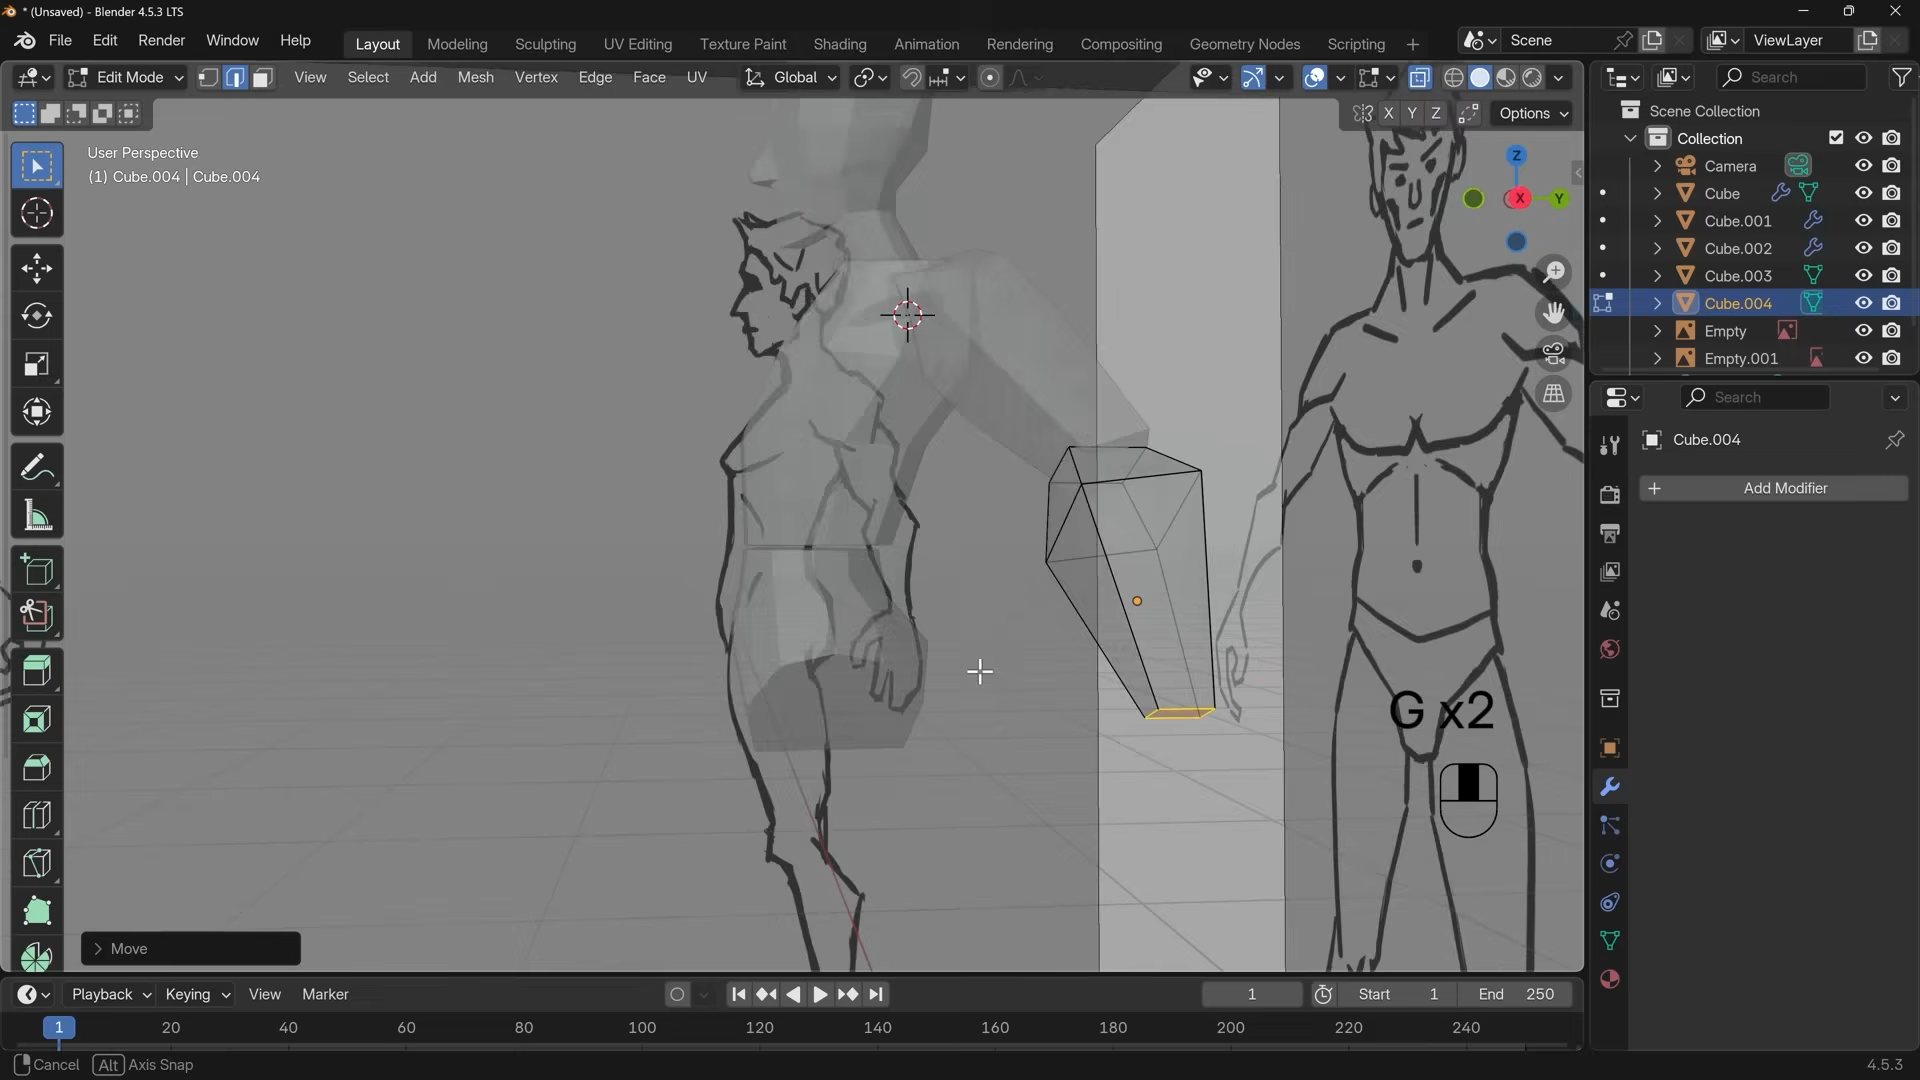 * (Unsaved) - Blender 4.5.3 LTS
File Edit Render Window Help Layout Modeling Sculpting UV Editing Texture Paint Shading Animation Rendering Compositing Geometry Nodes Scripting + Scene ViewLayer
Edit Mode View Select Add Mesh Vertex Edge Face UV Global Search
X Y Z Options
Scene Collection
Collection
Camera
Cube
Cube.001
Cube.002
Cube.003
Cube.004
Empty
Empty.001
User Perspective
(1) Cube.004 | Cube.004
Z
X
Y
Search
Cube.004
+ Add Modifier
G x2
Move
Playback Keying View Marker 1 Start 1 End 250
1 20 40 60 80 100 120 140 160 180 200 220 240
Cancel Alt Axis Snap 4.5.3